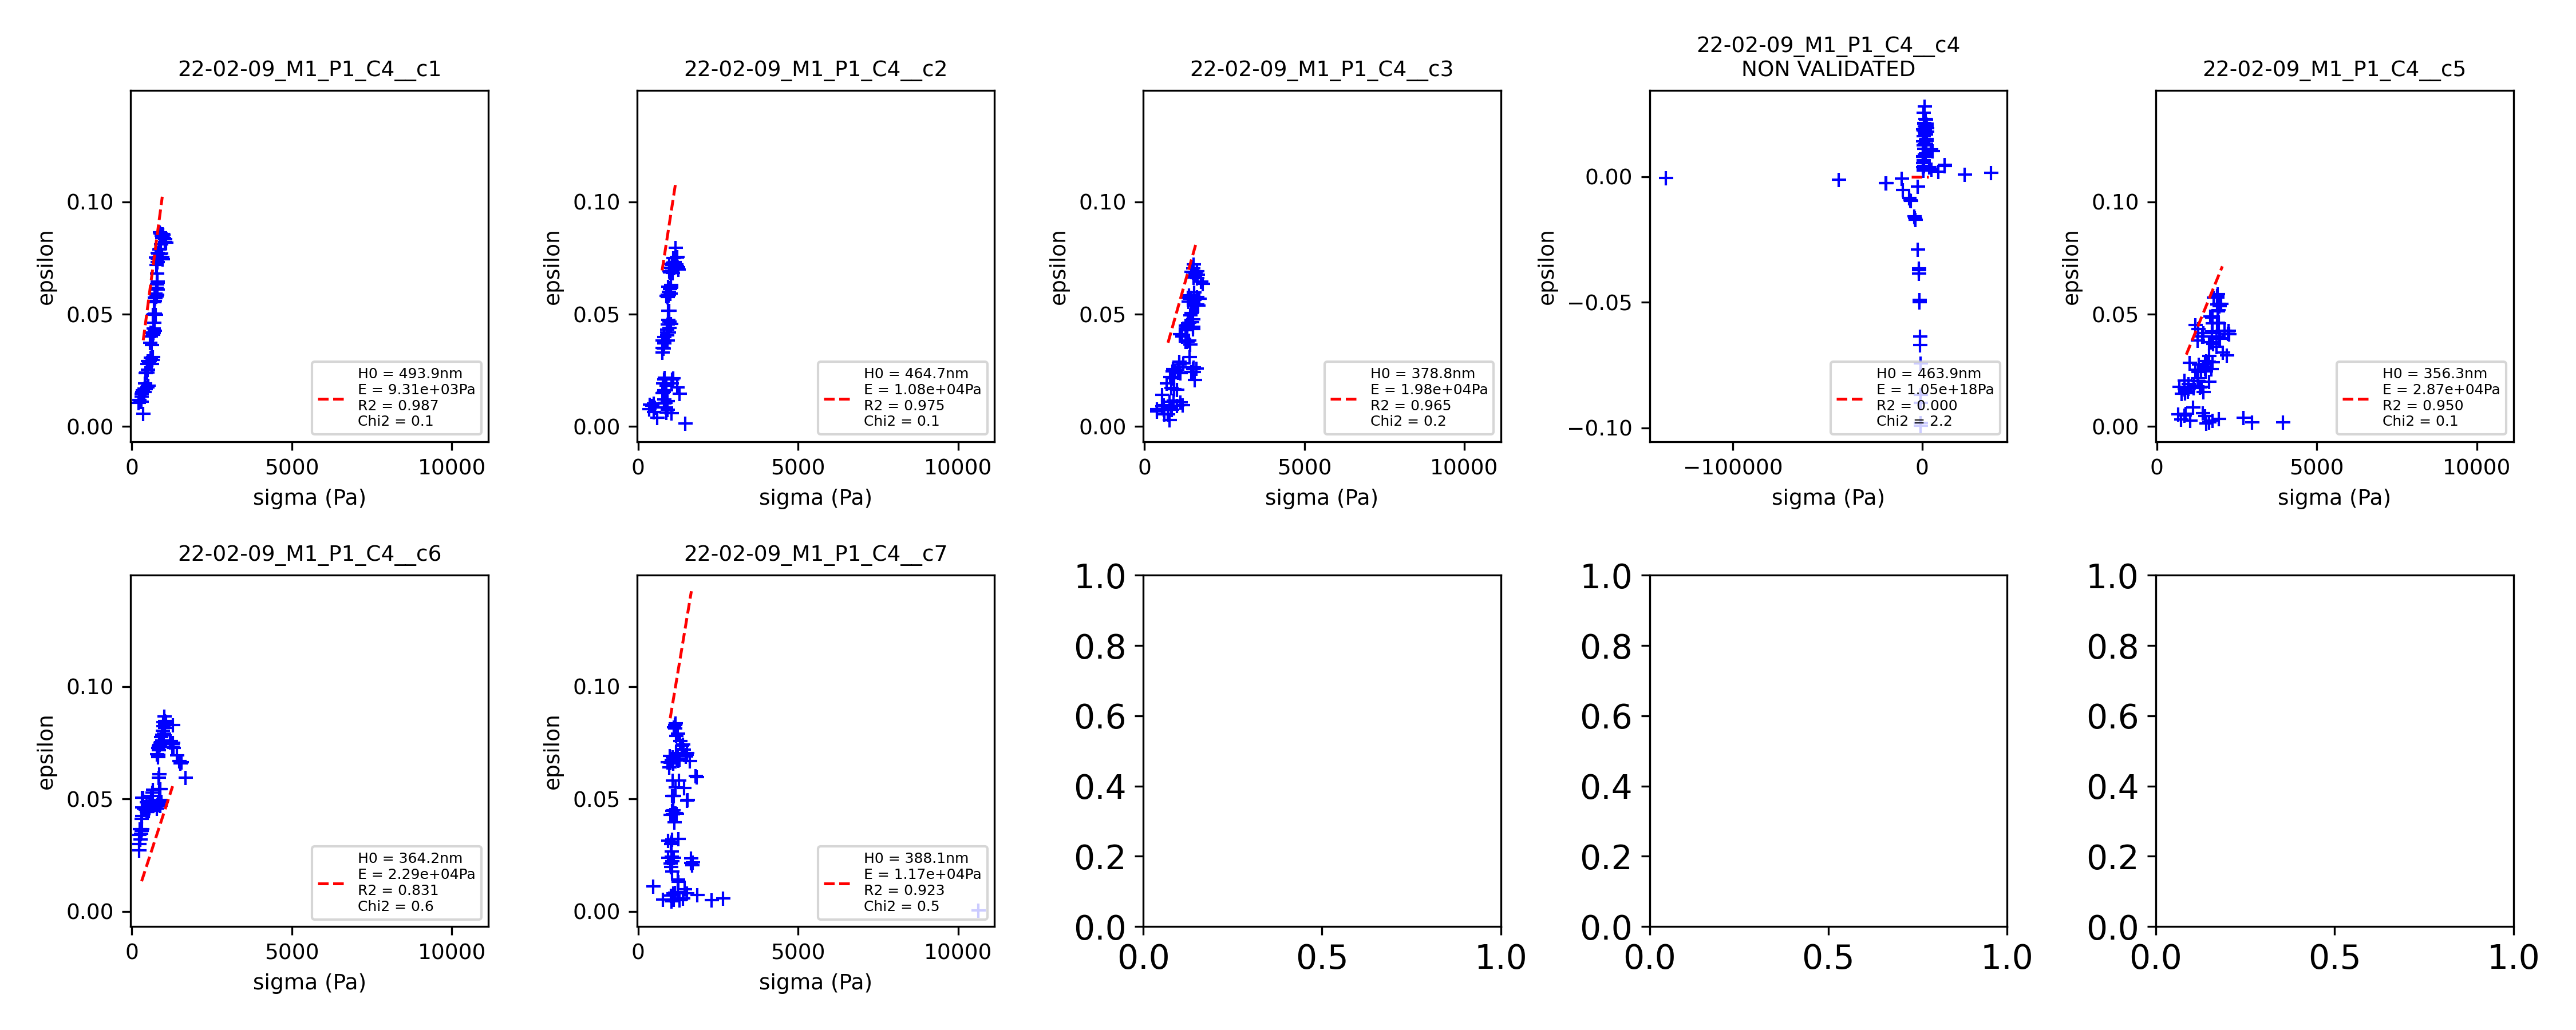 22-02-09_M1_P1_C4__c1
epsilon
0.10
0.05
0.00
0 5000 10000
sigma (Pa)
H0 = 493.9nm
E = 9.31e+03Pa
R2 = 0.987
Chi2 = 0.1
22-02-09_M1_P1_C4__c2
epsilon
0.10
0.05
0.00
0 5000 10000
sigma (Pa)
H0 = 464.7nm
E = 1.08e+04Pa
R2 = 0.975
Chi2 = 0.1
22-02-09_M1_P1_C4__c3
epsilon
0.10
0.05
0.00
0 5000 10000
sigma (Pa)
H0 = 378.8nm
E = 1.98e+04Pa
R2 = 0.965
Chi2 = 0.2
22-02-09_M1_P1_C4__c4
NON VALIDATED
epsilon
0.00
−0.05
−0.10
−100000 0
sigma (Pa)
H0 = 463.9nm
E = 1.05e+18Pa
R2 = 0.000
Chi2 = 2.2
22-02-09_M1_P1_C4__c5
epsilon
0.10
0.05
0.00
0 5000 10000
sigma (Pa)
H0 = 356.3nm
E = 2.87e+04Pa
R2 = 0.950
Chi2 = 0.1
22-02-09_M1_P1_C4__c6
epsilon
0.10
0.05
0.00
0 5000 10000
sigma (Pa)
H0 = 364.2nm
E = 2.29e+04Pa
R2 = 0.831
Chi2 = 0.6
22-02-09_M1_P1_C4__c7
epsilon
0.10
0.05
0.00
0 5000 10000
sigma (Pa)
H0 = 388.1nm
E = 1.17e+04Pa
R2 = 0.923
Chi2 = 0.5
1.0
0.8
0.6
0.4
0.2
0.0
0.0 0.5 1.0
1.0
0.8
0.6
0.4
0.2
0.0
0.0 0.5 1.0
1.0
0.8
0.6
0.4
0.2
0.0
0.0 0.5 1.0